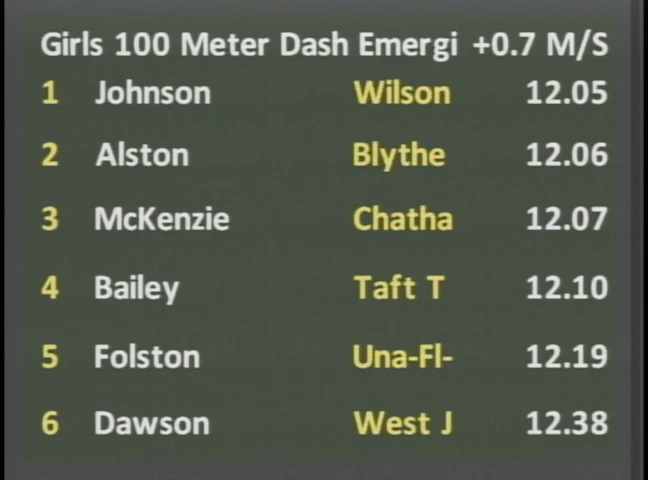 Girls 100 Meter Dash Emergi +0.7 M/S
1 Johnson Wilson 12.05
2 Alston Blythe 12.06
3 McKenzie Chatha 12.07
4 Bailey Taft T 12.10
5 Folston Una-Fl- 12.19
6 Dawson West J 12.38